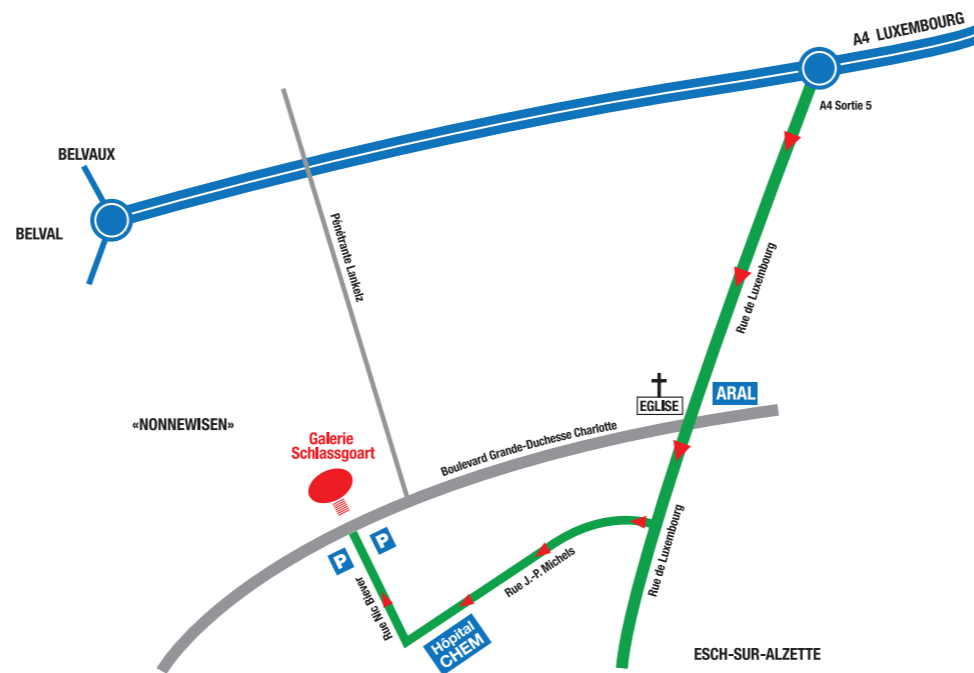 A4 LUXEMBOURG
A4 Sortie 5
BELVAUX
BELVAL
Pénétrante Lankelz
Rue de Luxembourg
EGLISE
ARAL
«NONNEWISEN»
Galerie
Schlassgoart
Boulevard Grande-Duchesse Charlotte
P
P
Rue de Luxembourg
Rue J.-P. Michels
Rue Nic Biever
Hôpital
CHEM
ESCH-SUR-ALZETTE